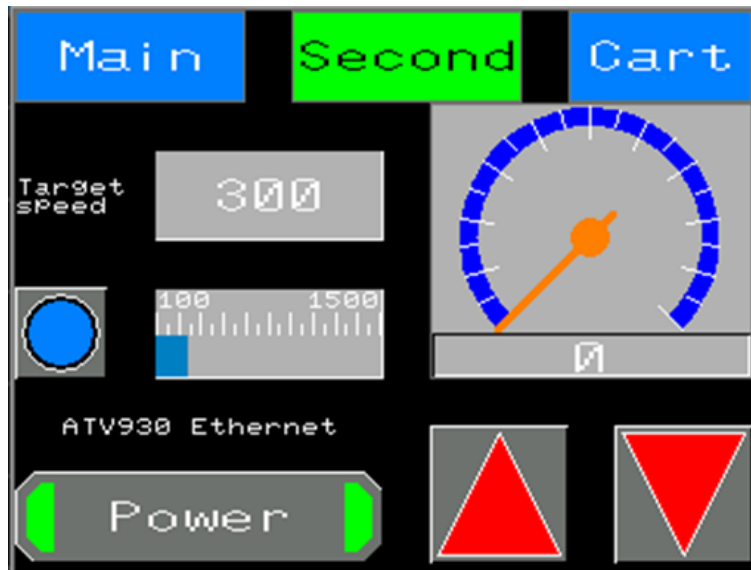 Main Second Cart
Target
speed
300
100 1500
0
ATV930 Ethernet
Power